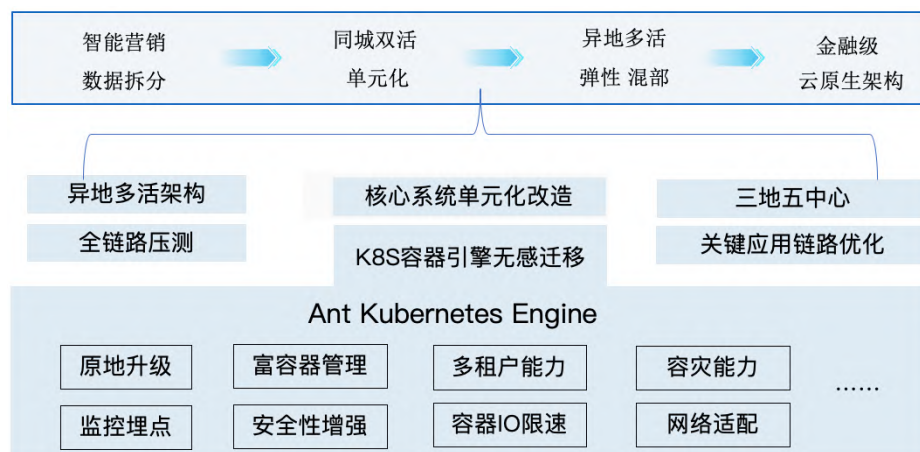 智能营销
数据拆分
同城双活
单元化
异地多活
弹性 混部
金融级
云原生架构
异地多活架构
核心系统单元化改造
三地五中心
全链路压测
K8S容器引擎无感迁移
关键应用链路优化
Ant Kubernetes Engine
原地升级
富容器管理
多租户能力
容灾能力
……
监控埋点
安全性增强
容器IO限速
网络适配